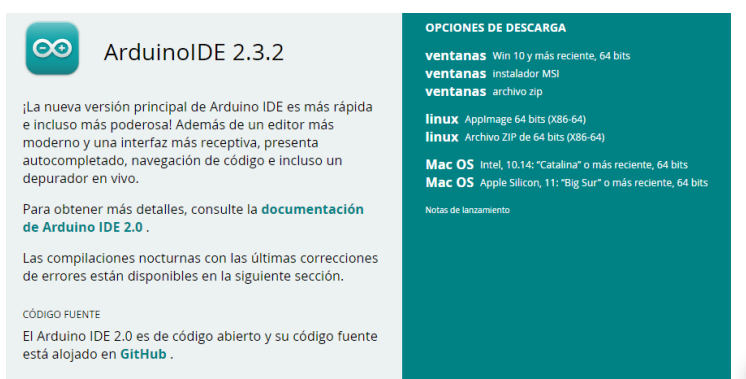 ArduinoIDE 2.3.2
¡La nueva versión principal de Arduino IDE es más rápida
e incluso más poderosa! Además de un editor más
moderno y una interfaz más receptiva, presenta
autocompletado, navegación de código e incluso un
depurador en vivo.
Para obtener más detalles, consulte la documentación
de Arduino IDE 2.0 .
Las compilaciones nocturnas con las últimas correcciones
de errores están disponibles en la siguiente sección.
CÓDIGO FUENTE
El Arduino IDE 2.0 es de código abierto y su código fuente
está alojado en GitHub .
OPCIONES DE DESCARGA
ventanas Win 10 y más reciente, 64 bits
ventanas instalador MSI
ventanas archivo zip
linux AppImage 64 bits (X86-64)
linux Archivo ZIP de 64 bits (X86-64)
Mac OS Intel, 10.14: "Catalina" o más reciente, 64 bits
Mac OS Apple Silicon, 11: "Big Sur" o más reciente, 64 bits
Notas de lanzamiento